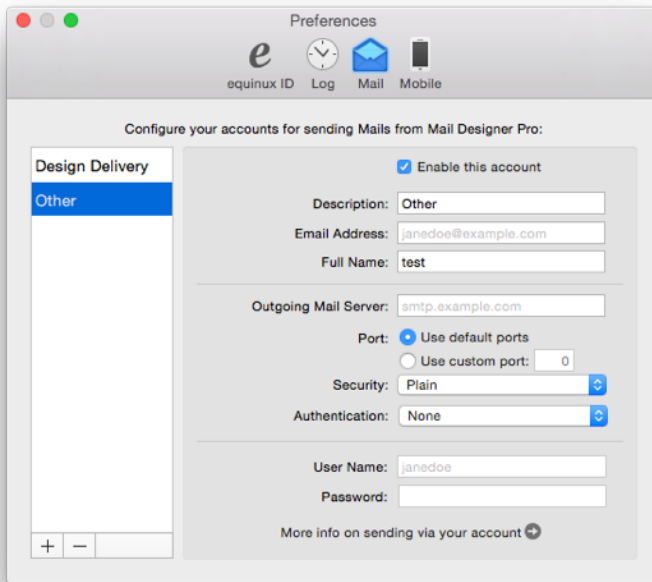 Preferences
equinux ID Log Mail Mobile
Configure your accounts for sending Mails from Mail Designer Pro:
Design Delivery
Other
Enable this account
Description: Other
Email Address: janedoe@example.com
Full Name: test
Outgoing Mail Server: smtp.example.com
Port: Use default ports
Use custom port: 0
Security: Plain
Authentication: None
User Name: janedoe
Password:
More info on sending via your account